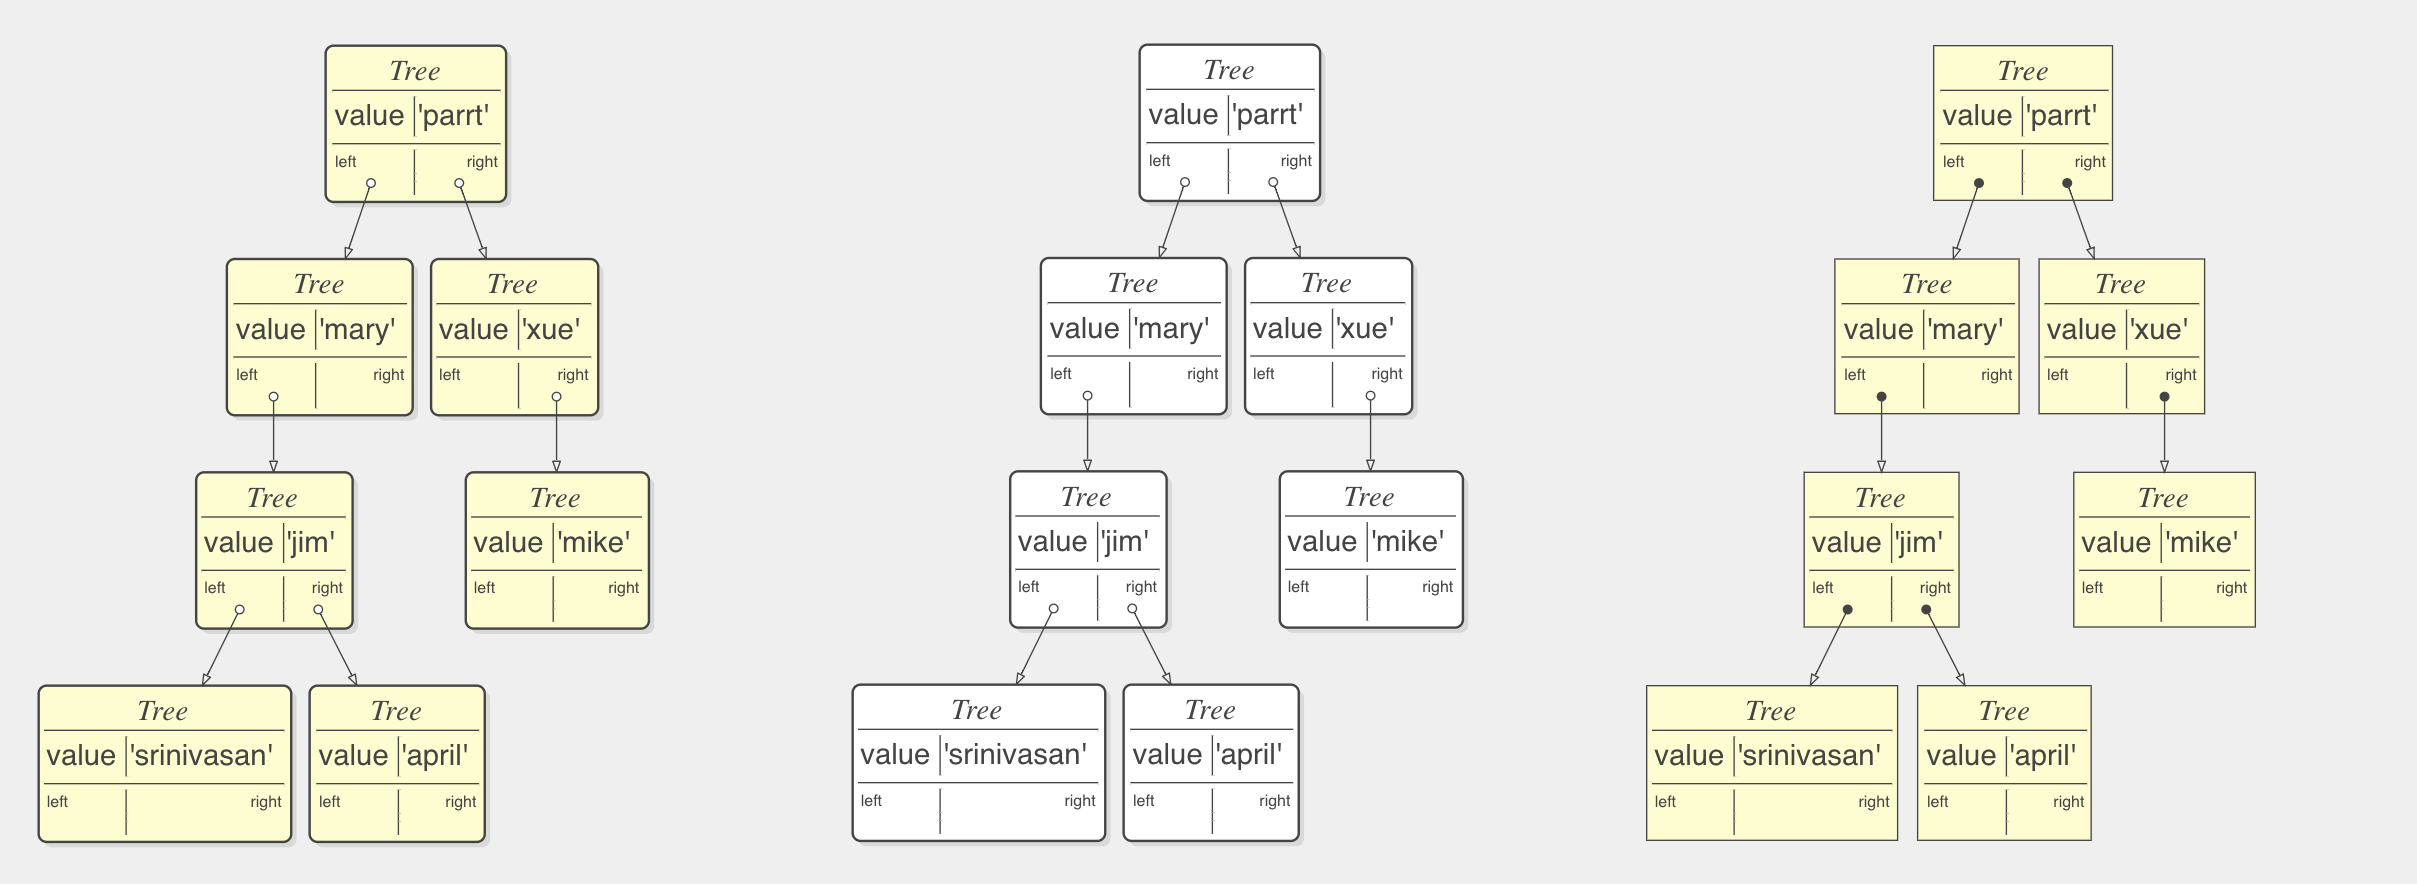 Tree
value 'parrt'
left right
Tree
value 'mary'
left right
Tree
value 'xue'
left right
Tree
value 'jim'
left right
Tree
value 'mike'
left right
Tree
value 'srinivasan'
left right
Tree
value 'april'
left right
Tree
value 'parrt'
left right
Tree
value 'mary'
left right
Tree
value 'xue'
left right
Tree
value 'jim'
left right
Tree
value 'mike'
left right
Tree
value 'srinivasan'
left right
Tree
value 'april'
left right
Tree
value 'parrt'
left right
Tree
value 'mary'
left right
Tree
value 'xue'
left right
Tree
value 'jim'
left right
Tree
value 'mike'
left right
Tree
value 'srinivasan'
left right
Tree
value 'april'
left right